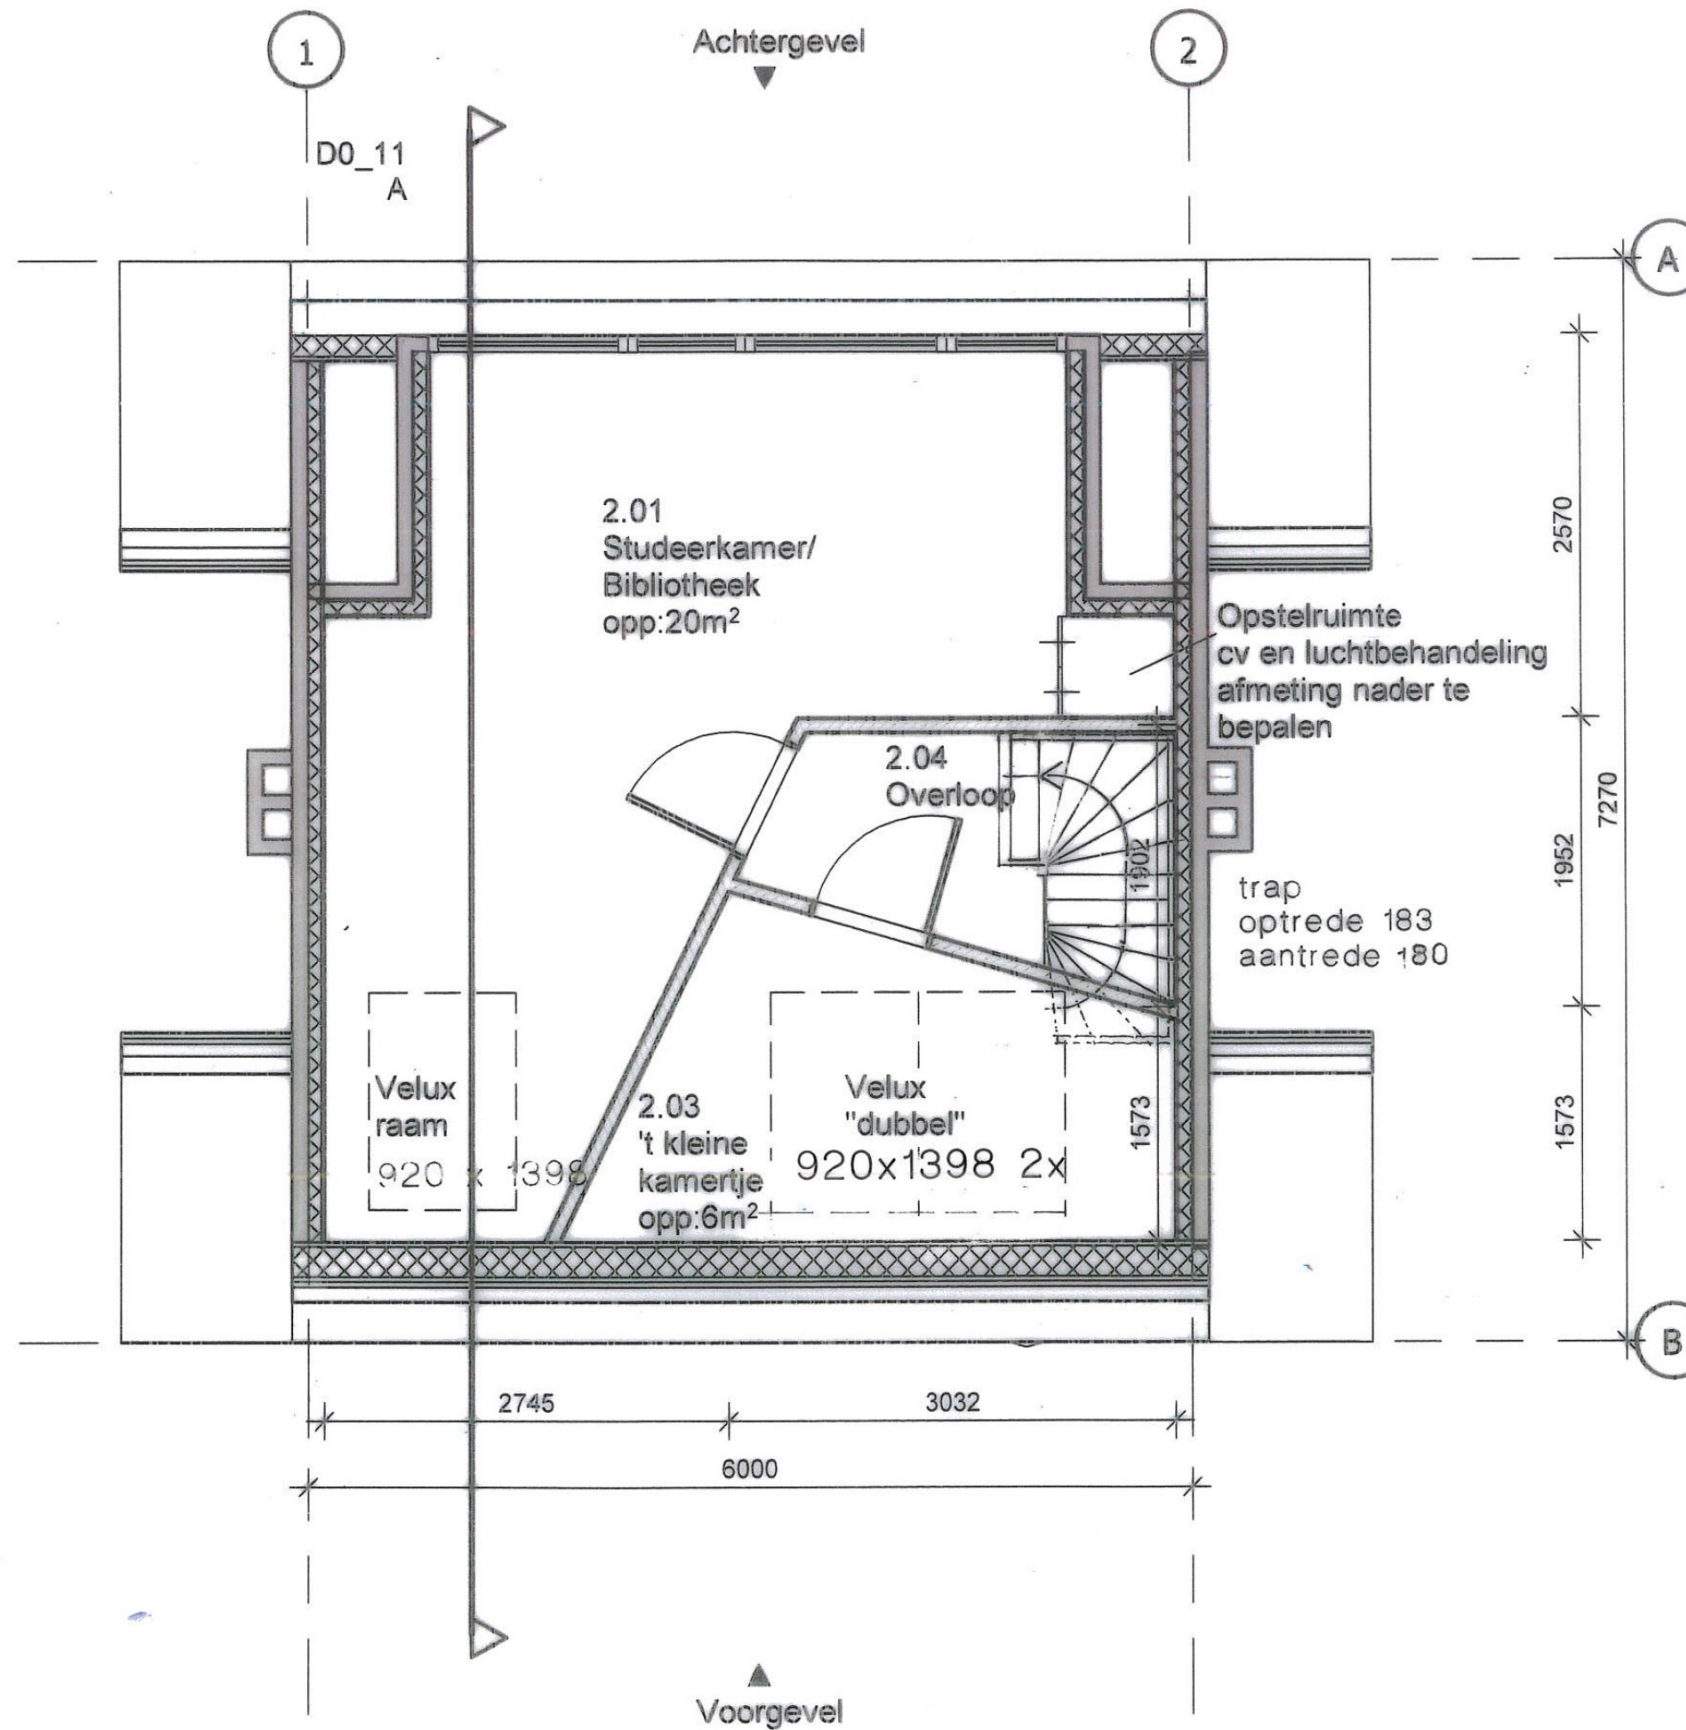 1
Achtergevel
2
D0_11
A
A
2.01
Studeerkamer/
Bibliotheek
opp:20m²
2570
Opstelruimte
cv en luchtbehandeling
afmeting nader te
bepalen
2.04
Overloop
7270
1952
1902
trap
optrede 183
aantrede 180
Velux
raam
920 x 1398
2.03
't kleine
kamertje
opp:6m²
Velux
"dubbel"
920x1398 2x
1573
1573
B
2745
3032
6000
Voorgevel